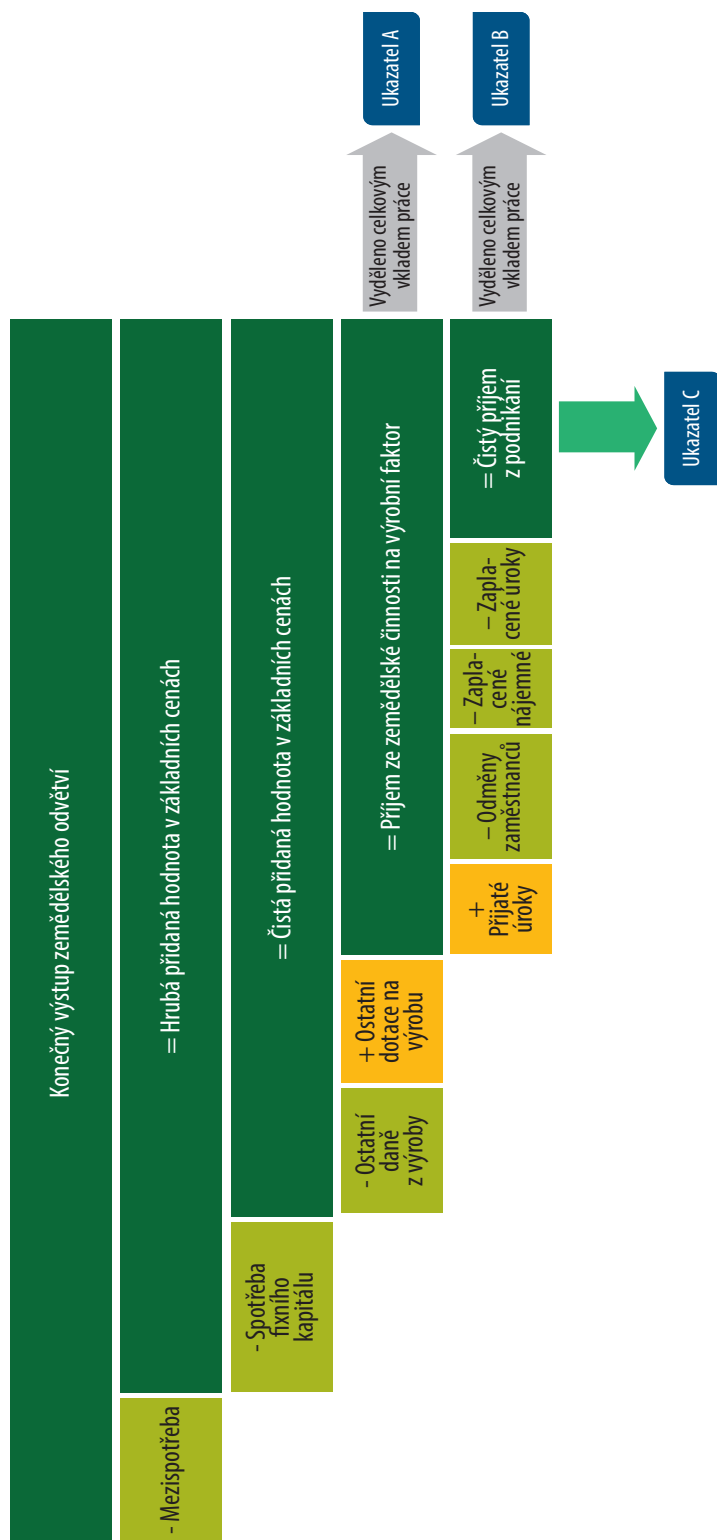 Konečný výstup zemědělského odvětví
- Mezispotřeba
= Hrubá přidaná hodnota v základních cenách
- Spotřeba
fixního
kapitálu
= Čistá přidaná hodnota v základních cenách
- Ostatní
daně
z výroby
+ Ostatní
dotace na
výrobu
= Příjem ze zemědělské činnosti na výrobní faktor
Vyděleno celkovým
vkladem práce
Ukazatel A
+
Přijaté
úroky
– Odměny
zaměstnanců
– Zapla-
cené
nájemné
– Zapla-
cené úroky
= Čistý příjem
z podnikání
Vyděleno celkovým
vkladem práce
Ukazatel B
Ukazatel C